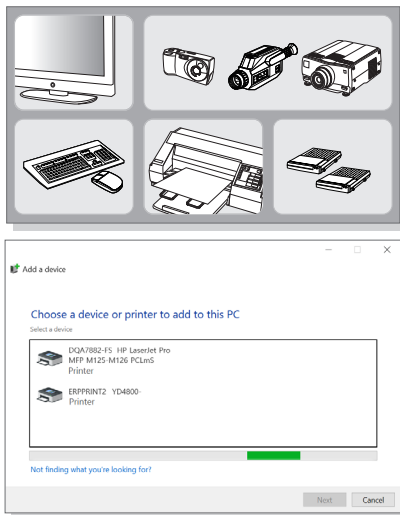 Add a device
Choose a device or printer to add to this PC
Select a device
DQA7882-F5 HP LaserJet Pro
MFP M125-M126 PCLmS
Printer
ERPPRINT2 YD4800-
Printer
Not finding what you're looking for?
Next Cancel